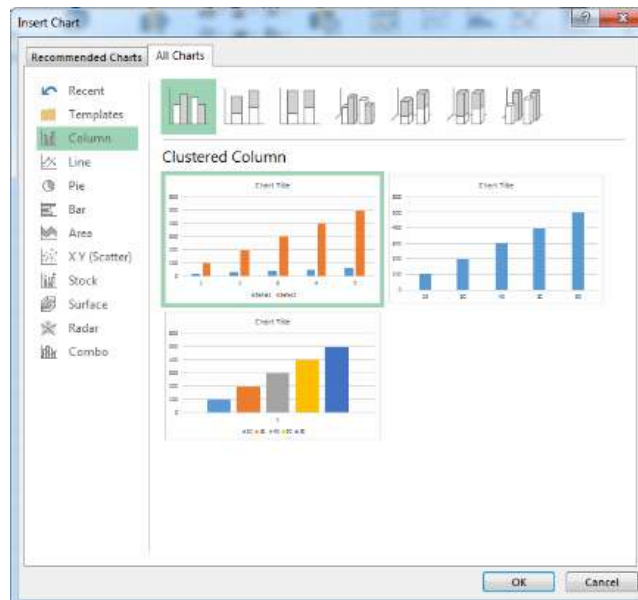 Insert Chart
Recommended Charts All Charts
Recent
Templates
Column
Line
Pie
Bar
Area
X Y (Scatter)
Stock
Surface
Radar
Combo
Clustered Column
Chart Title
Chart Title
Chart Title
OK Cancel